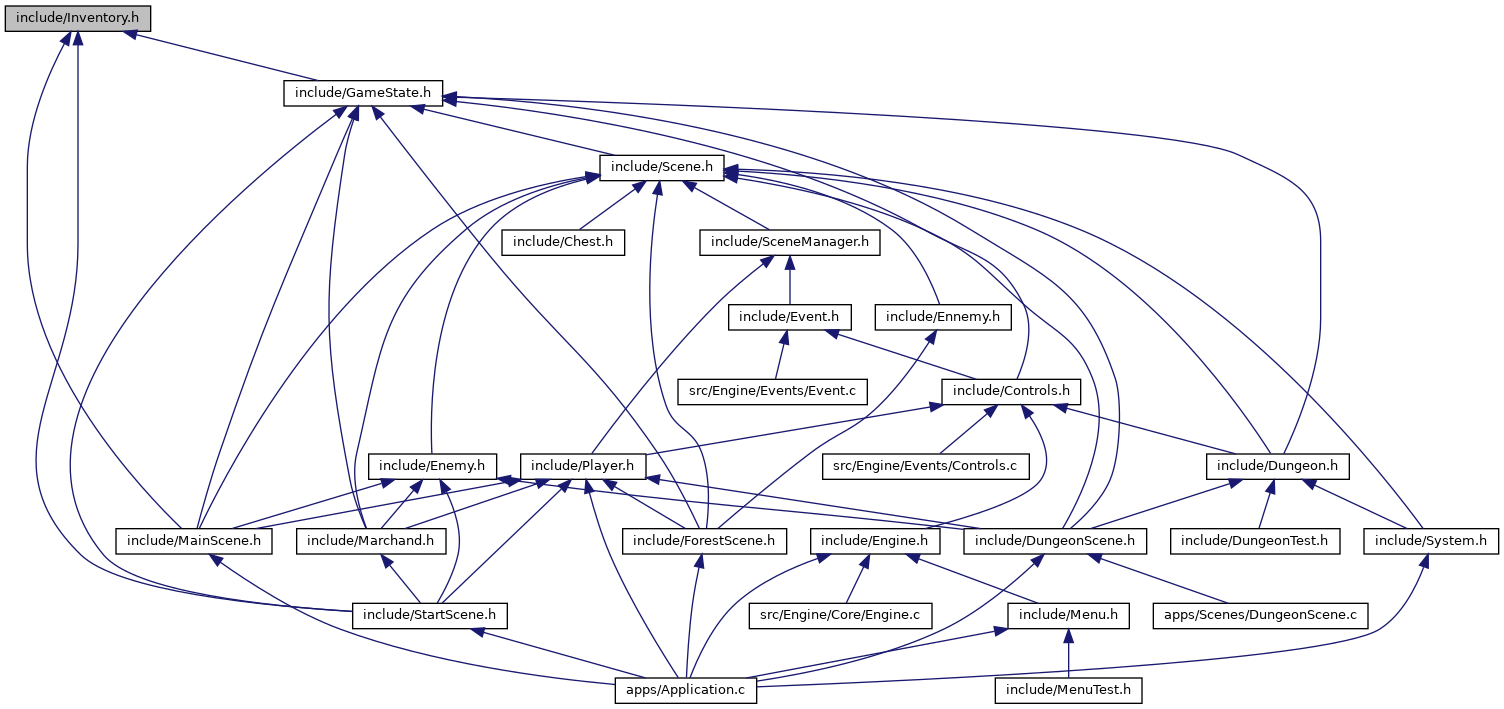 include/Inventory.h
include/GameState.h
include/Scene.h
include/Chest.h
include/SceneManager.h
include/Event.h
include/Ennemy.h
src/Engine/Events/Event.c
include/Controls.h
include/Enemy.h
include/Player.h
src/Engine/Events/Controls.c
include/Dungeon.h
include/MainScene.h
include/Marchand.h
include/ForestScene.h
include/Engine.h
include/DungeonScene.h
include/DungeonTest.h
include/System.h
include/StartScene.h
src/Engine/Core/Engine.c
include/Menu.h
apps/Scenes/DungeonScene.c
apps/Application.c
include/MenuTest.h